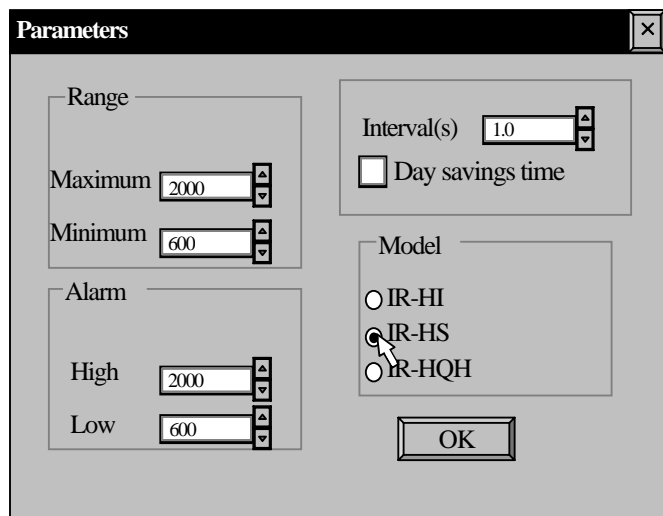 Parameters
Range
Maximum 2000
Minimum 600
Alarm
High 2000
Low 600
Interval(s) 1.0
Day savings time
Model
IR-HI
IR-HS
IR-HQH
OK